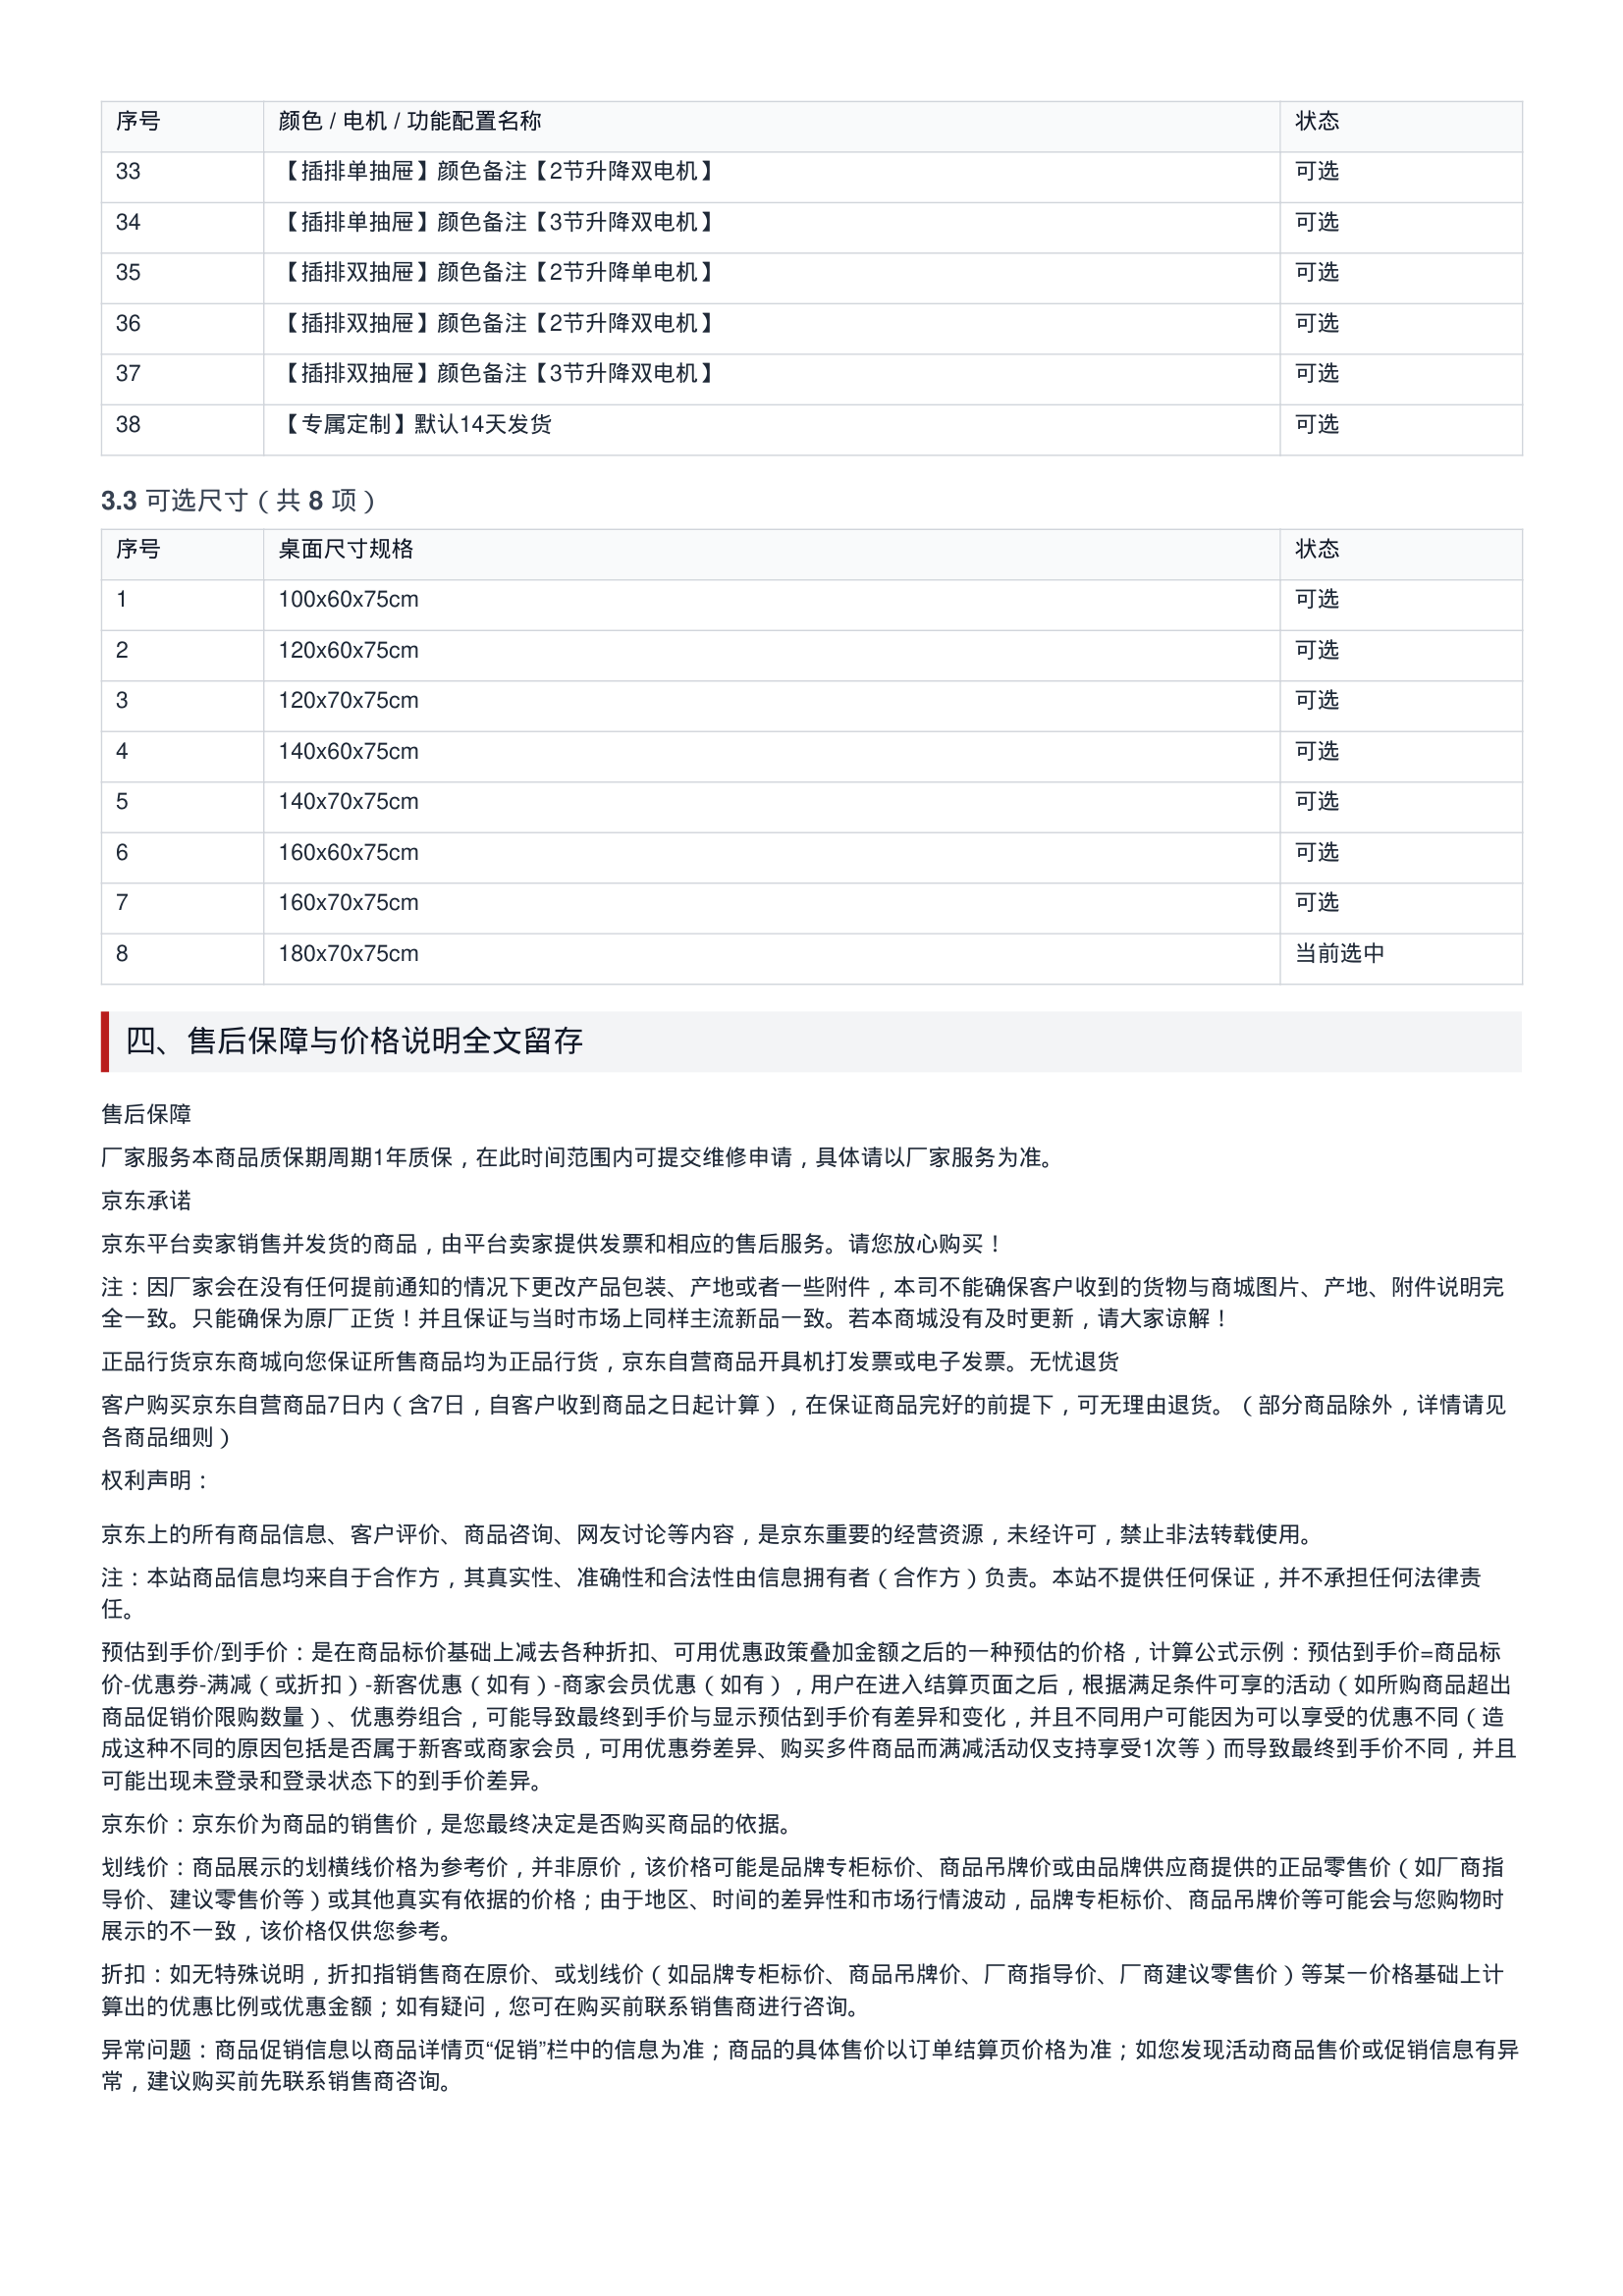 序号 颜色 / 电机 / 功能配置名称 状态
33 【插排单抽屉】颜色备注【2节升降双电机】 可选
34 【插排单抽屉】颜色备注【3节升降双电机】 可选
35 【插排双抽屉】颜色备注【2节升降单电机】 可选
36 【插排双抽屉】颜色备注【2节升降双电机】 可选
37 【插排双抽屉】颜色备注【3节升降双电机】 可选
38 【专属定制】默认14天发货 可选
3.3 可选尺寸（共 8 项）
序号 桌面尺寸规格 状态
1 100x60x75cm 可选
2 120x60x75cm 可选
3 120x70x75cm 可选
4 140x60x75cm 可选
5 140x70x75cm 可选
6 160x60x75cm 可选
7 160x70x75cm 可选
8 180x70x75cm 当前选中
四、售后保障与价格说明全文留存
售后保障
厂家服务本商品质保期周期1年质保，在此时间范围内可提交维修申请，具体请以厂家服务为准。
京东承诺
京东平台卖家销售并发货的商品，由平台卖家提供发票和相应的售后服务。请您放心购买！
注：因厂家会在没有任何提前通知的情况下更改产品包装、产地或者一些附件，本司不能确保客户收到的货物与商城图片、产地、附件说明完
全一致。只能确保为原厂正货！并且保证与当时市场上同样主流新品一致。若本商城没有及时更新，请大家谅解！
正品行货京东商城向您保证所售商品均为正品行货，京东自营商品开具机打发票或电子发票。无忧退货
客户购买京东自营商品7日内（含7日，自客户收到商品之日起计算），在保证商品完好的前提下，可无理由退货。（部分商品除外，详情请见
各商品细则）
权利声明：
京东上的所有商品信息、客户评价、商品咨询、网友讨论等内容，是京东重要的经营资源，未经许可，禁止非法转载使用。
注：本站商品信息均来自于合作方，其真实性、准确性和合法性由信息拥有者（合作方）负责。本站不提供任何保证，并不承担任何法律责
任。
预估到手价/到手价：是在商品标价基础上减去各种折扣、可用优惠政策叠加金额之后的一种预估的价格，计算公式示例：预估到手价=商品标
价-优惠券-满减（或折扣）-新客优惠（如有）-商家会员优惠（如有），用户在进入结算页面之后，根据满足条件可享的活动（如所购商品超出
商品促销价限购数量）、优惠券组合，可能导致最终到手价与显示预估到手价有差异和变化，并且不同用户可能因为可以享受的优惠不同（造
成这种不同的原因包括是否属于新客或商家会员，可用优惠券差异、购买多件商品而满减活动仅支持享受1次等）而导致最终到手价不同，并且
可能出现未登录和登录状态下的到手价差异。
京东价：京东价为商品的销售价，是您最终决定是否购买商品的依据。
划线价：商品展示的划横线价格为参考价，并非原价，该价格可能是品牌专柜标价、商品吊牌价或由品牌供应商提供的正品零售价（如厂商指
导价、建议零售价等）或其他真实有依据的价格；由于地区、时间的差异性和市场行情波动，品牌专柜标价、商品吊牌价等可能会与您购物时
展示的不一致，该价格仅供您参考。
折扣：如无特殊说明，折扣指销售商在原价、或划线价（如品牌专柜标价、商品吊牌价、厂商指导价、厂商建议零售价）等某一价格基础上计
算出的优惠比例或优惠金额；如有疑问，您可在购买前联系销售商进行咨询。
异常问题：商品促销信息以商品详情页“促销”栏中的信息为准；商品的具体售价以订单结算页价格为准；如您发现活动商品售价或促销信息有异
常，建议购买前先联系销售商咨询。